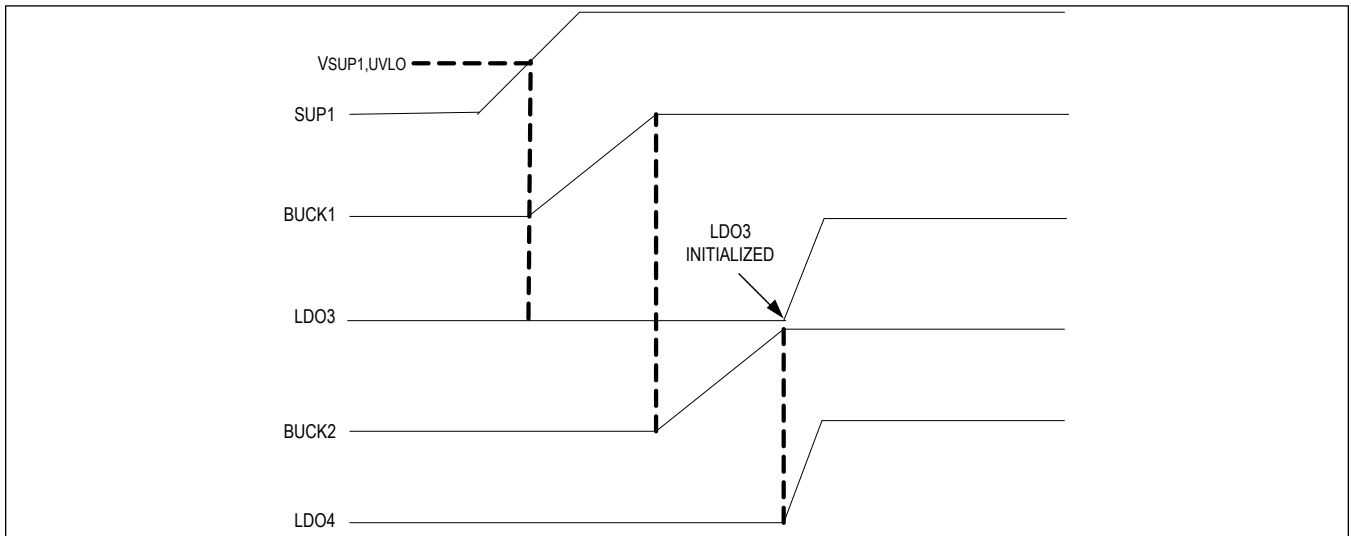 VSUP1,UVLO
SUP1
BUCK1
LDO3
INITIALIZED
LDO3
BUCK2
LDO4